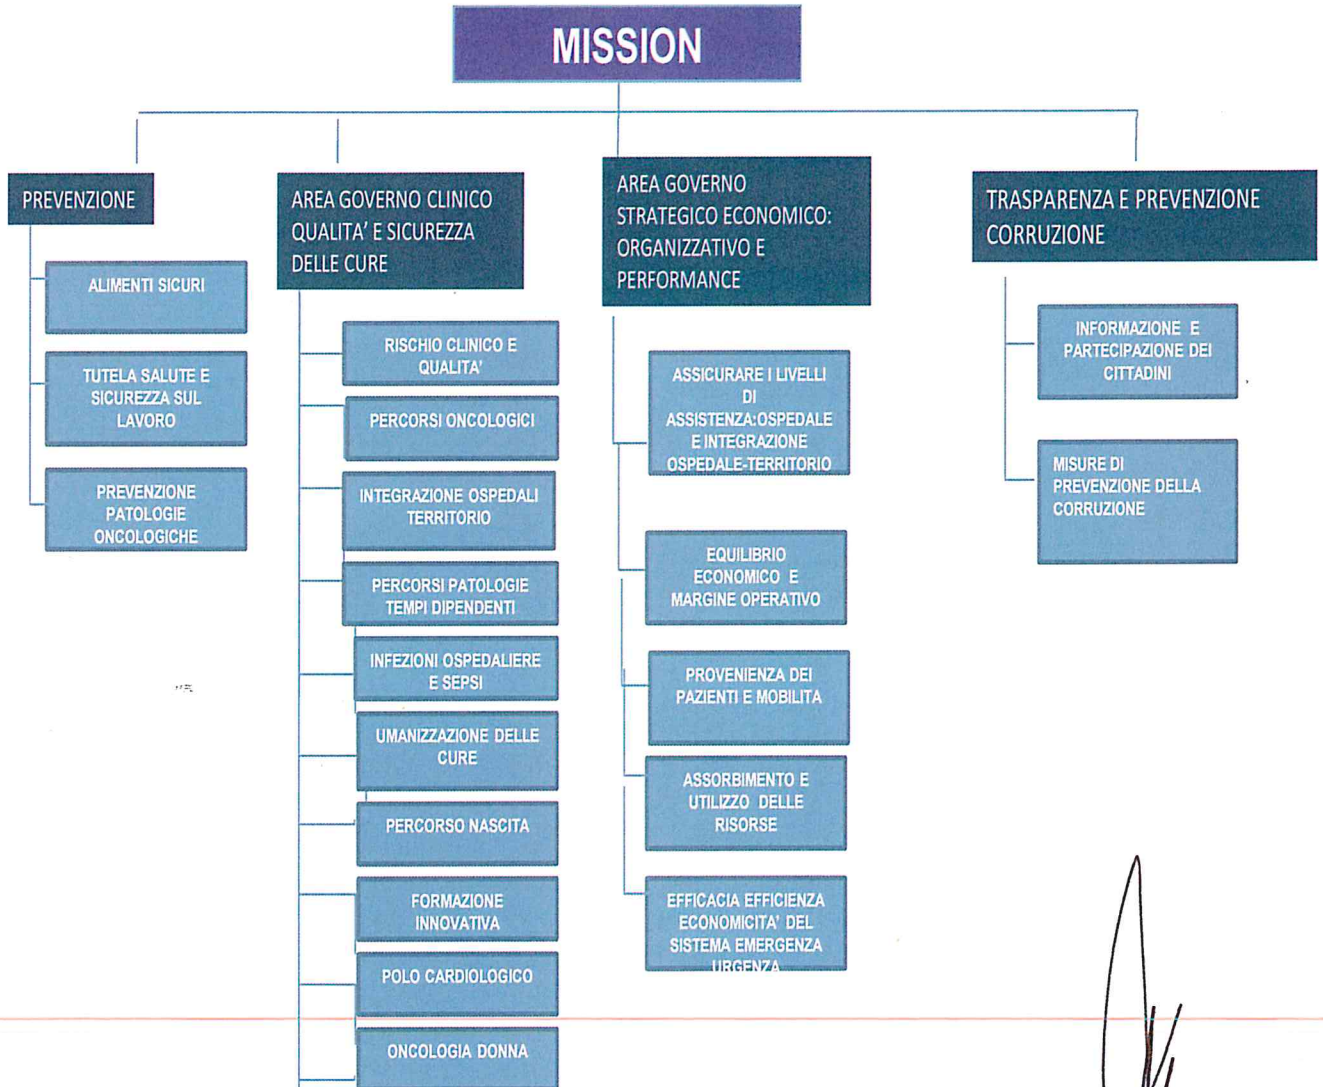 MISSION
PREVENZIONE
ALIMENTI SICURI
TUTELA SALUTE E
SICUREZZA SUL
LAVORO
PREVENZIONE
PATOLOGIE
ONCOLOGICHE
AREA GOVERNO CLINICO
QUALITA' E SICUREZZA
DELLE CURE
RISCHIO CLINICO E
QUALITA'
PERCORSI ONCOLOGICI
INTEGRAZIONE OSPEDALI
TERRITORIO
PERCORSI PATOLOGIE
TEMPI DIPENDENTI
INFEZIONI OSPEDALIERE
E SEPSI
UMANIZZAZIONE DELLE
CURE
PERCORSO NASCITA
FORMAZIONE
INNOVATIVA
POLO CARDIOLOGICO
ONCOLOGIA DONNA
AREA GOVERNO
STRATEGICO ECONOMICO:
ORGANIZZATIVO E
PERFORMANCE
ASSICURARE I LIVELLI
DI
ASSISTENZA:OSPEDALE
E INTEGRAZIONE
OSPEDALE-TERRITORIO
EQUILIBRIO
ECONOMICO E
MARGINE OPERATIVO
PROVENIENZA DEI
PAZIENTI E MOBILITA
ASSORBIMENTO E
UTILIZZO DELLE
RISORSE
EFFICACIA EFFICIENZA
ECONOMICITA' DEL
SISTEMA EMERGENZA
URGENZA
TRASPARENZA E PREVENZIONE
CORRUZIONE
INFORMAZIONE E
PARTECIPAZIONE DEI
CITTADINI
MISURE DI
PREVENZIONE DELLA
CORRUZIONE